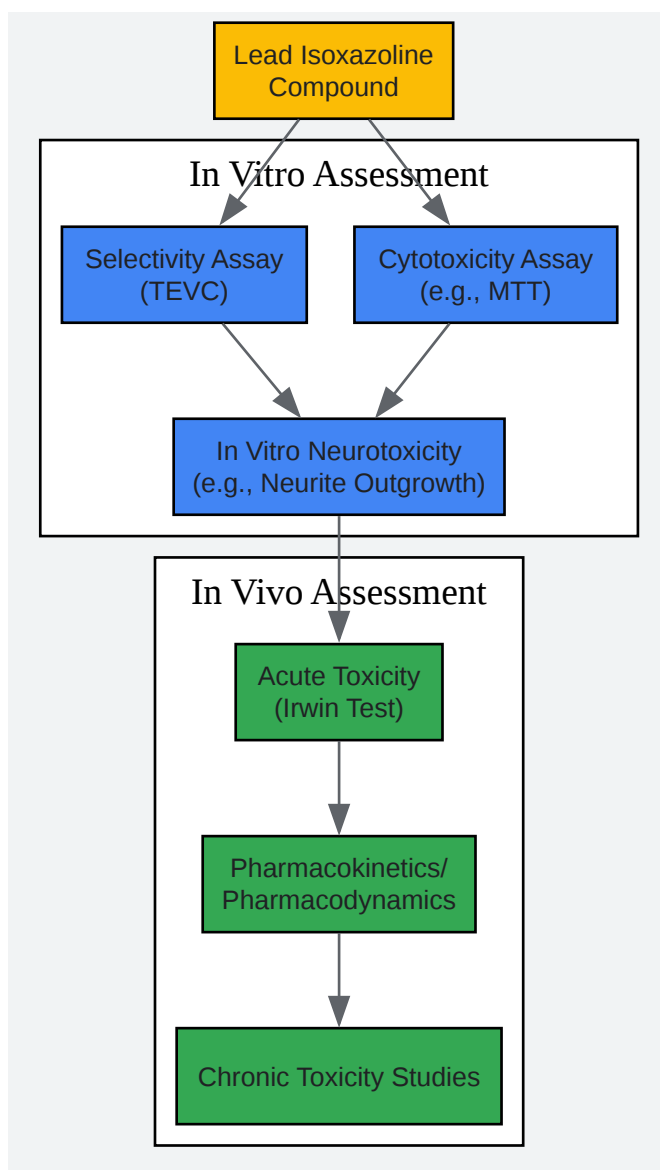 Lead Isoxazoline
Compound
In Vitro Assessment
Selectivity Assay
(TEVC)
Cytotoxicity Assay
(e.g., MTT)
In Vitro Neurotoxicity
(e.g., Neurite Outgrowth)
In Vivo Assessment
Acute Toxicity
(Irwin Test)
Pharmacokinetics/
Pharmacodynamics
Chronic Toxicity Studies